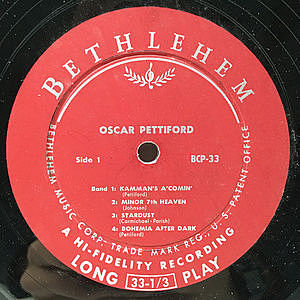 BETHLEHEM
OSCAR PETTIFORD
Side 1
BCP-33
Band 1: KAMMAN'S A'COMIN'
(Pettiford)
2: MINOR 7th HEAVEN
(Johnson)
3: STARDUST
(Carmichael - Parish)
4: BOHEMIA AFTER DARK
(Pettiford)
BETHLEHEM MUSIC CORP. TRADE MARK REG., U. S. PATENT OFFICE
A HI-FIDELITY RECORDING
LONG 33-1/3 PLAY